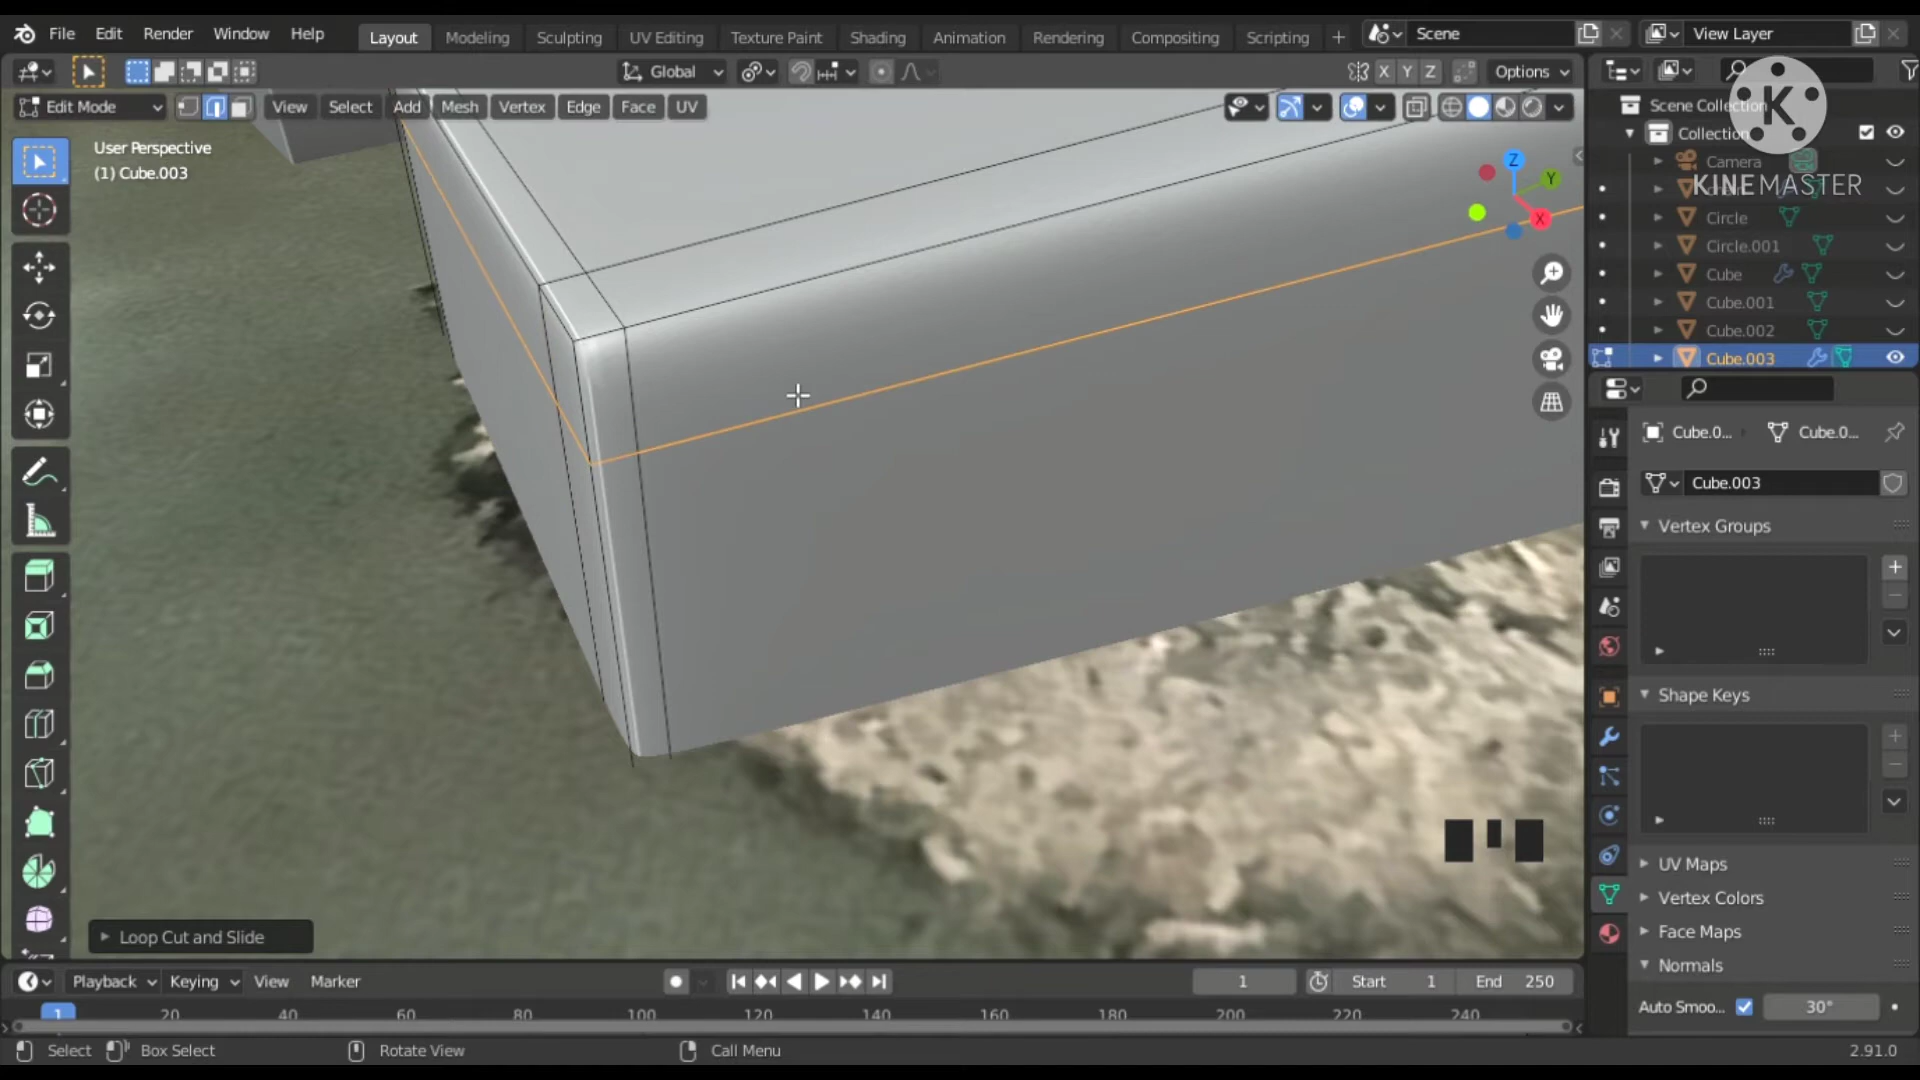 File Edit Render Window Help Layout Modeling Sculpting UV Editing Texture Paint Shading Animation Rendering Compositing Scripting + Scene View Layer
Global X Y Z Options
Edit Mode View Select Add Mesh Vertex Edge Face UV
User Perspective
(1) Cube.003
Z
Y
X
K
KINEMASTER
Scene Collection
Collection
Camera
Circle
Circle.001
Cube
Cube.001
Cube.002
Cube.003
Cube.0... Cube.0...
Cube.003
Vertex Groups
Shape Keys
UV Maps
Vertex Colors
Face Maps
Normals
Auto Smoo... 30°
Loop Cut and Slide
Playback Keying View Marker 1 Start 1 End 250
1 20 40 60 80 100 120 140 160 180 200 220 240
Select Box Select Rotate View Call Menu 2.91.0